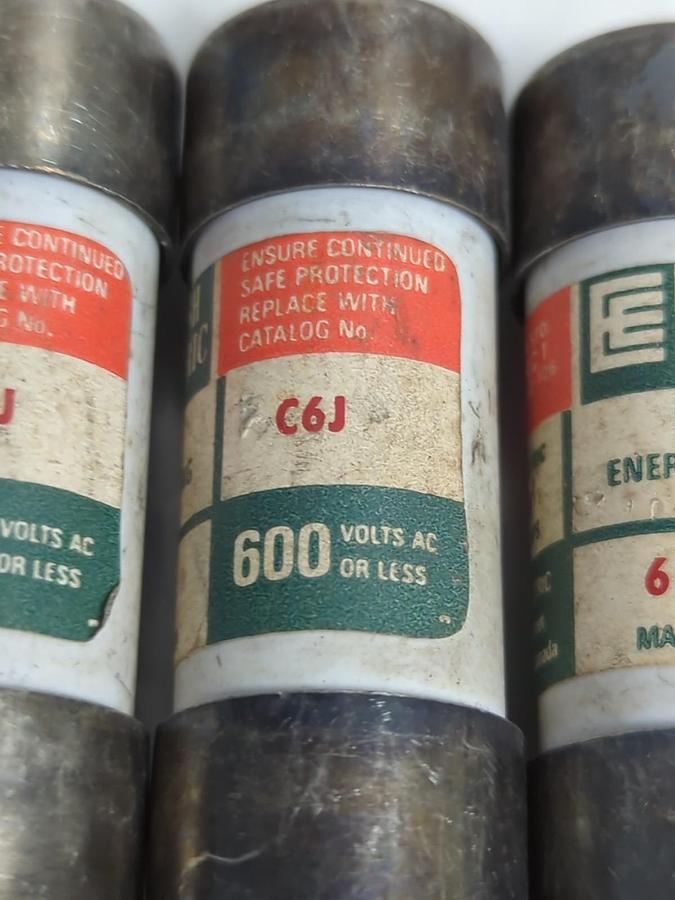 E CONTINUED
ROTECTION
E WITH
G No.
J
VOLTS AC
OR LESS
ENSURE CONTINUED
SAFE PROTECTION
REPLACE WITH
CATALOG No.
C6J
600 VOLTS AC
OR LESS
ENER
6
MA